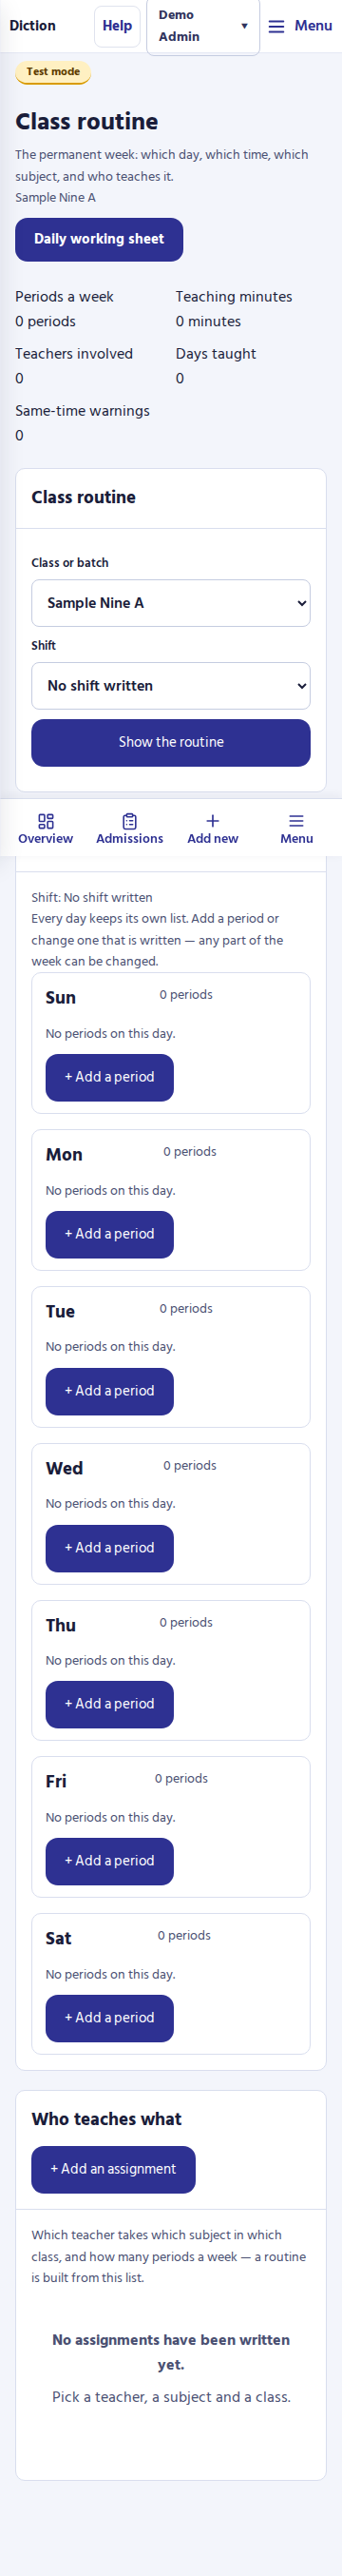 Diction
Help
Demo
Admin
Menu
Test mode
Class routine
The permanent week: which day, which time, which
subject, and who teaches it.
Sample Nine A
Daily working sheet
Periods a week
0 periods
Teaching minutes
0 minutes
Teachers involved
0
Days taught
0
Same-time warnings
0
Class routine
Class or batch
Sample Nine A
Shift
No shift written
Show the routine
Overview
Admissions
Add new
Menu
Shift: No shift written
Every day keeps its own list. Add a period or
change one that is written — any part of the
week can be changed.
Sun
0 periods
No periods on this day.
+ Add a period
Mon
0 periods
No periods on this day.
+ Add a period
Tue
0 periods
No periods on this day.
+ Add a period
Wed
0 periods
No periods on this day.
+ Add a period
Thu
0 periods
No periods on this day.
+ Add a period
Fri
0 periods
No periods on this day.
+ Add a period
Sat
0 periods
No periods on this day.
+ Add a period
Who teaches what
+ Add an assignment
Which teacher takes which subject in which
class, and how many periods a week — a routine
is built from this list.
No assignments have been written
yet.
Pick a teacher, a subject and a class.